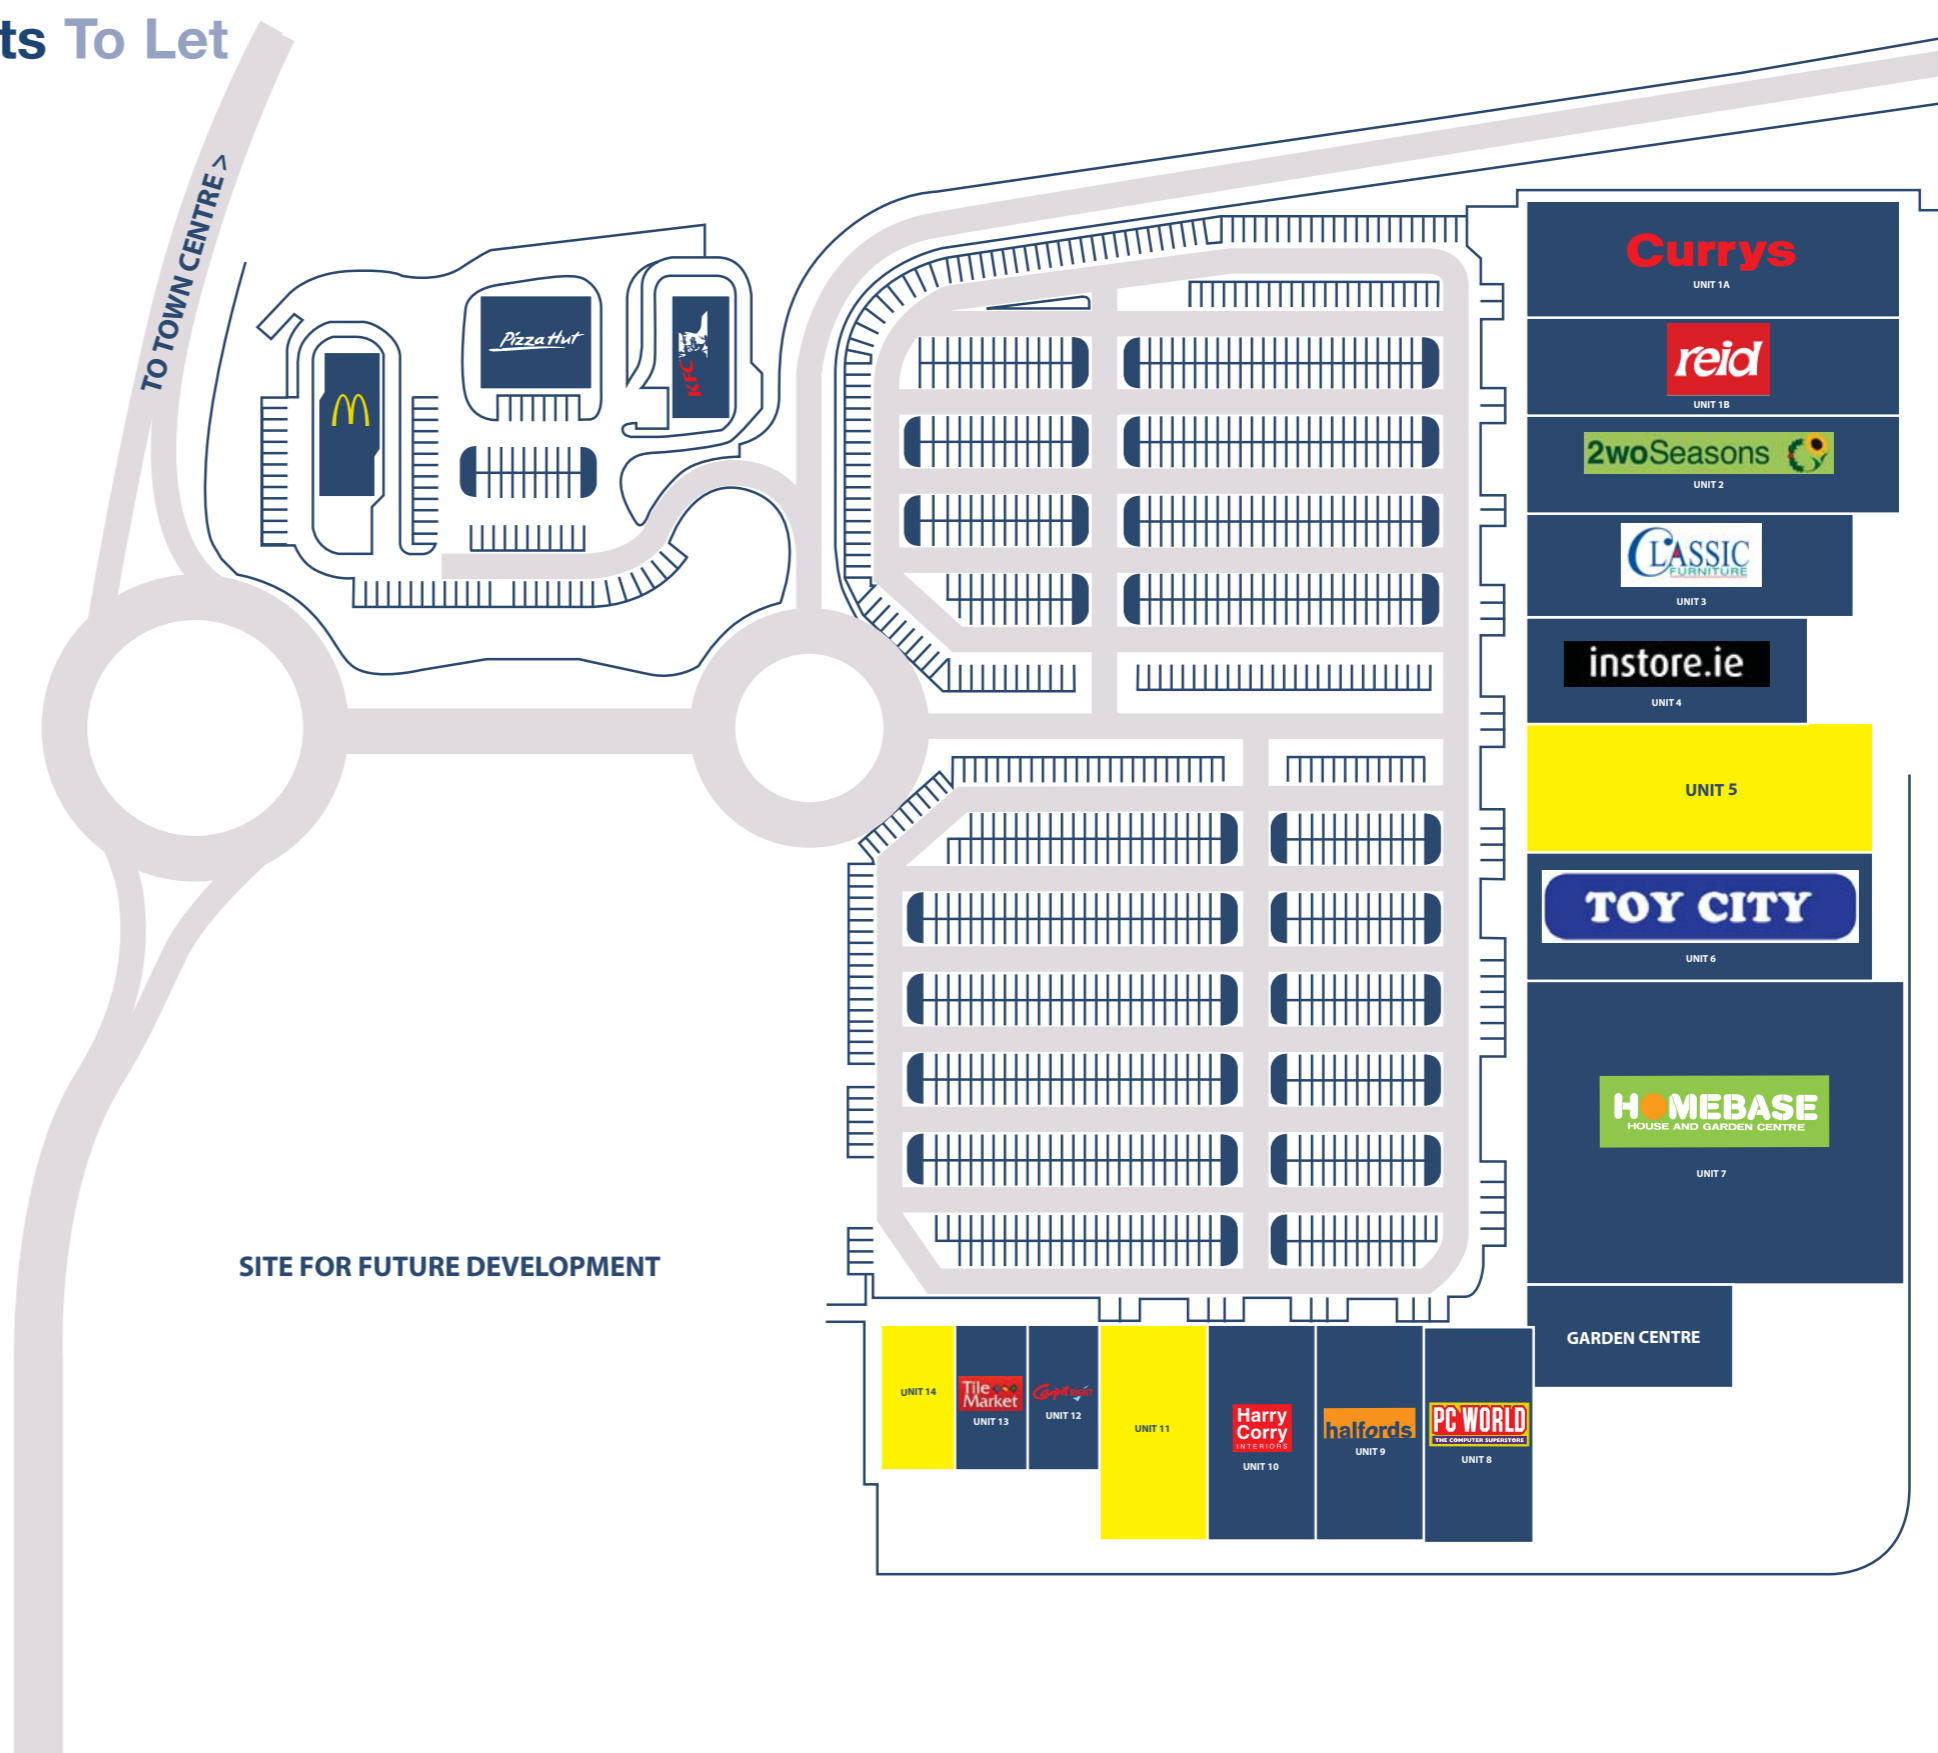 ts To Let
TO TOWN CENTRE >
Pizza Hut
KFC
Currys
UNIT 1A
reid
UNIT 1B
2woSeasons
UNIT 2
CLASSIC
FURNITURE
UNIT 3
instore.ie
UNIT 4
UNIT 5
TOY CITY
UNIT 6
HOMEBASE
HOUSE AND GARDEN CENTRE
UNIT 7
GARDEN CENTRE
SITE FOR FUTURE DEVELOPMENT
UNIT 14
Tile
Market
UNIT 13
Carpetright
UNIT 12
UNIT 11
Harry
Corry
INTERIORS
UNIT 10
halfords
UNIT 9
PC WORLD
THE COMPUTER SUPERSTORE
UNIT 8